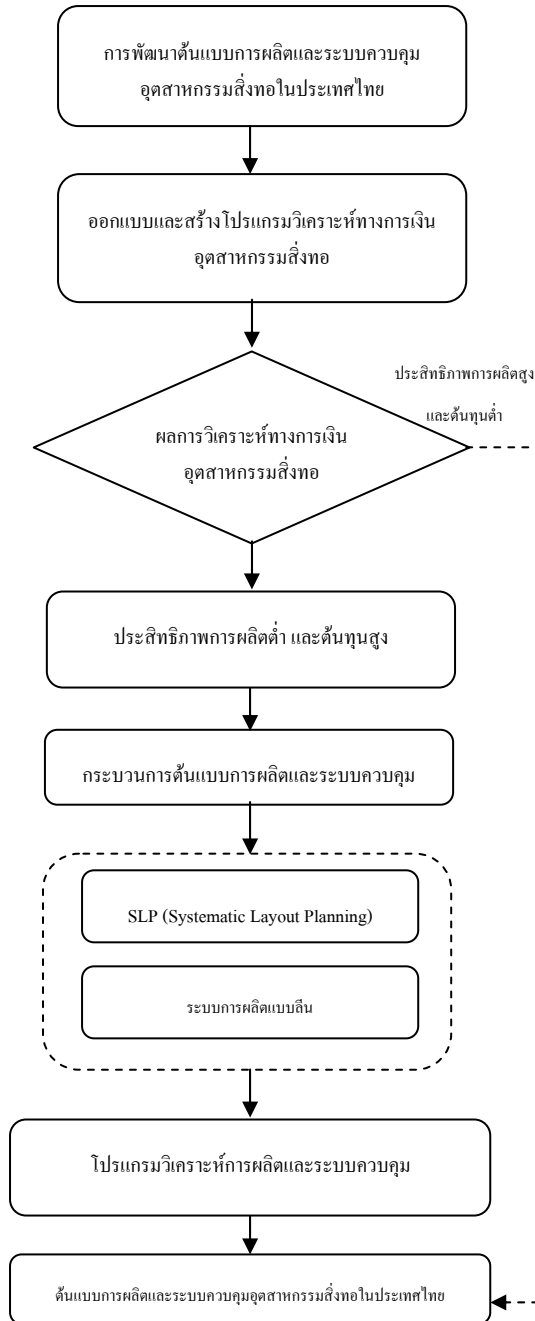 การพัฒนาต้นแบบการผลิตและระบบควบคุม
อุตสาหกรรมสิ่งทอในประเทศไทย
ออกแบบและสร้างโปรแกรมวิเคราะห์ทางการเงิน
อุตสาหกรรมสิ่งทอ
ประสิทธิภาพการผลิตสูง
และต้นทุนต่ำ
ผลการวิเคราะห์ทางการเงิน
อุตสาหกรรมสิ่งทอ
ประสิทธิภาพการผลิตต่ำ และต้นทุนสูง
กระบวนการต้นแบบการผลิตและระบบควบคุม
SLP (Systematic Layout Planning)
ระบบการผลิตแบบลีน
โปรแกรมวิเคราะห์การผลิตและระบบควบคุม
ต้นแบบการผลิตและระบบควบคุมอุตสาหกรรมสิ่งทอในประเทศไทย